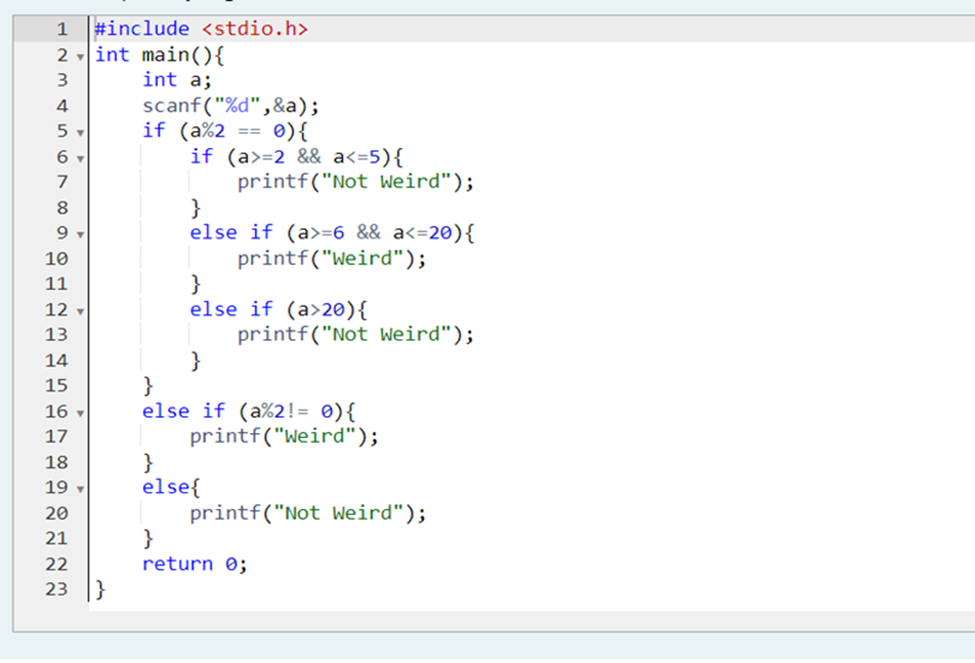 1 #include <stdio.h>
2 int main(){
3     int a;
4     scanf("%d",&a);
5     if (a%2 == 0){
6         if (a>=2 && a<=5){
7             printf("Not Weird");
8         }
9         else if (a>=6 && a<=20){
10             printf("Weird");
11         }
12         else if (a>20){
13             printf("Not Weird");
14         }
15     }
16     else if (a%2!= 0){
17         printf("Weird");
18     }
19     else{
20         printf("Not Weird");
21     }
22     return 0;
23 }